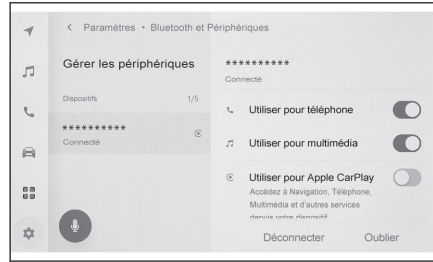 < Paramètres • Bluetooth et Périphériques
Gérer les périphériques
Dispositifs 1/5
**********
Connecté
**********
Connecté
Utiliser pour téléphone
Utiliser pour multimédia
Utiliser pour Apple CarPlay
Accédez à Navigation, Téléphone,
Multimédia et d'autres services
depuis votre dispositif
Déconnecter Oublier